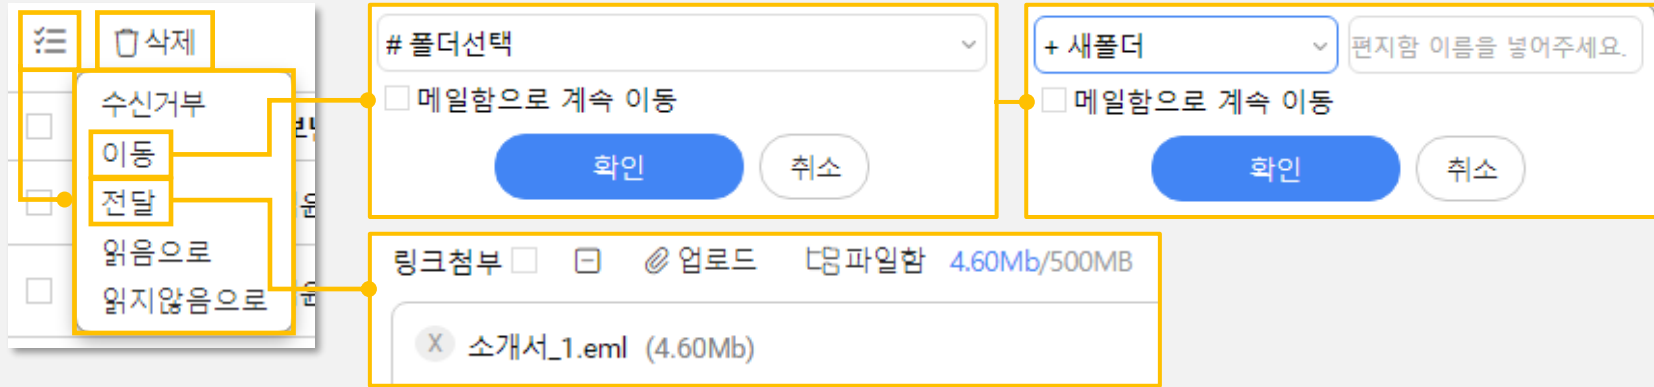 삭제
수신거부
이동
전달
읽음으로
읽지않음으로
# 폴더선택
메일함으로 계속 이동
확인 취소
+ 새폴더 편지함 이름을 넣어주세요.
메일함으로 계속 이동
확인 취소
링크첨부 업로드 파일함 4.60Mb/500MB
X 소개서_1.eml (4.60Mb)